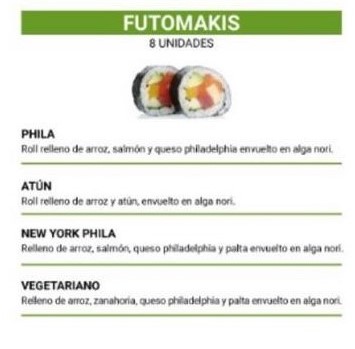 FUTOMAKIS
8 UNIDADES
PHILA
Roll relleno de arroz, salmón y queso philadelphia envuelto en alga nori.
ATÚN
Roll relleno de arroz y atún, envuelto en alga nori.
NEW YORK PHILA
Relleno de arroz, salmón, queso philadelphia y palta envuelto en alga nori.
VEGETARIANO
Relleno de arroz, zanahoria, queso philadelphia y palta envuelto en alga nori.